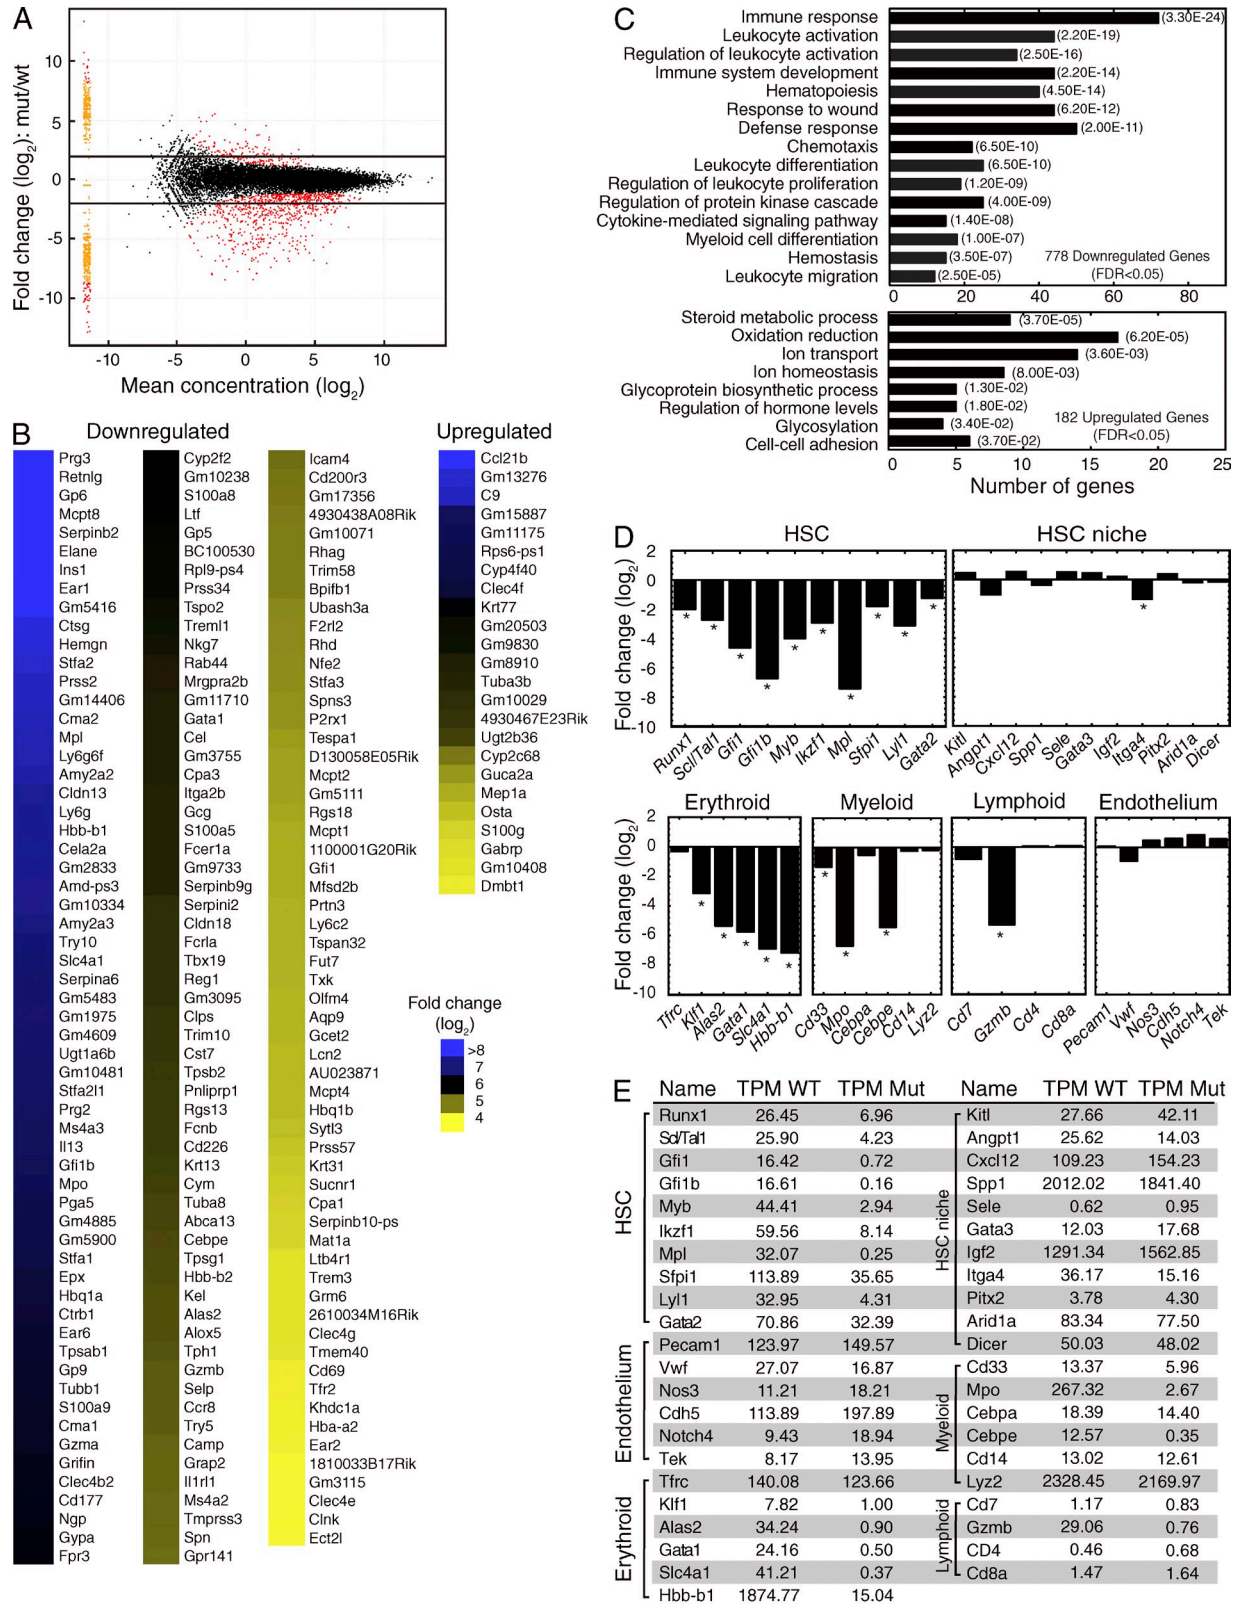 A
Fold change (log2): mut/wt
10
5
0
-5
-10
-10 -5 0 5 10
Mean concentration (log2)
B
Downregulated
Prg3
Retnlg
Gp6
Mcpt8
Serpinb2
Elane
Ins1
Ear1
Gm5416
Ctsg
Hemgn
Stfa2
Prss2
Gm14406
Cma2
Mpl
Ly6g6f
Amy2a2
Cldn13
Ly6g
Hbb-b1
Cela2a
Gm2833
Amd-ps3
Gm10334
Amy2a3
Try10
Slc4a1
Serpina6
Gm5483
Gm1975
Gm4609
Ugt1a6b
Gm10481
Stfa2l1
Prg2
Ms4a3
Il13
Gfi1b
Mpo
Pga5
Gm4885
Gm5900
Stfa1
Epx
Hbq1a
Ctrb1
Ear6
Tpsab1
Gp9
Tubb1
S100a9
Cma1
Gzma
Grifin
Clec4b2
Cd177
Ngp
Gypa
Fpr3
Cyp2f2
Gm10238
S100a8
Ltf
Gp5
BC100530
Rpl9-ps4
Prss34
Tspo2
Treml1
Nkg7
Rab44
Mrgpra2b
Gm11710
Gata1
Cel
Gm3755
Cpa3
Itga2b
Gcg
S100a5
Fcer1a
Gm9733
Serpinb9g
Serpini2
Cldn18
Fcrla
Tbx19
Reg1
Gm3095
Clps
Trim10
Cst7
Tpsb2
Pnliprp1
Rgs13
Fcnb
Cd226
Krt13
Cym
Tuba8
Abca13
Cebpe
Tpsg1
Hbb-b2
Kel
Alas2
Alox5
Tph1
Gzmb
Selp
Ccr8
Try5
Camp
Grap2
Il1rl1
Ms4a2
Tmprss3
Spn
Gpr141
Icam4
Cd200r3
Gm17356
4930438A08Rik
Gm10071
Rhag
Trim58
Bpifb1
Ubash3a
F2rl2
Rhd
Nfe2
Stfa3
Spns3
P2rx1
Tespa1
D130058E05Rik
Mcpt2
Gm5111
Rgs18
Mcpt1
1100001G20Rik
Gfi1
Mfsd2b
Prtn3
Ly6c2
Tspan32
Fut7
Txk
Olfm4
Aqp9
Gcet2
Lcn2
AU023871
Mcpt4
Hbq1b
Sytl3
Prss57
Krt31
Sucnr1
Cpa1
Serpinb10-ps
Mat1a
Ltb4r1
Trem3
Grm6
2610034M16Rik
Clec4g
Tmem40
Cd69
Tfr2
Khdc1a
Hba-a2
Ear2
1810033B17Rik
Gm3115
Clec4e
Clnk
Ect2l
Upregulated
Ccl21b
Gm13276
C9
Gm15887
Gm11175
Rps6-ps1
Cyp4f40
Clec4f
Krt77
Gm20503
Gm9830
Gm8910
Tuba3b
Gm10029
4930467E23Rik
Ugt2b36
Cyp2c68
Guca2a
Mep1a
Osta
S100g
Gabrp
Gm10408
Dmbt1
Fold change
(log2)
>8
7
6
5
4
C
Immune response (3.30E-24)
Leukocyte activation (2.20E-19)
Regulation of leukocyte activation (2.50E-16)
Immune system development (2.20E-14)
Hematopoiesis (4.50E-14)
Response to wound (6.20E-12)
Defense response (2.00E-11)
Chemotaxis (6.50E-10)
Leukocyte differentiation (6.50E-10)
Regulation of leukocyte proliferation (1.20E-09)
Regulation of protein kinase cascade (4.00E-09)
Cytokine-mediated signaling pathway (1.40E-08)
Myeloid cell differentiation (1.00E-07)
Hemostasis (3.50E-07)
Leukocyte migration (2.50E-05)
778 Downregulated Genes
(FDR<0.05)
0 20 40 60 80
Steroid metabolic process (3.70E-05)
Oxidation reduction (6.20E-05)
Ion transport (3.60E-03)
Ion homeostasis (8.00E-03)
Glycoprotein biosynthetic process (1.30E-02)
Regulation of hormone levels (1.80E-02)
Glycosylation (3.40E-02)
Cell-cell adhesion (3.70E-02)
182 Upregulated Genes
(FDR<0.05)
0 5 10 15 20 25
Number of genes
D
HSC
HSC niche
Fold change (log2)
2
0
-2
-4
-6
-8
-10
* * * * * * * * * *
*
Runx1 Scl/Tal1 Gfi1 Gfi1b Myb Ikzf1 Mpl Sfpi1 Lyl1 Gata2
Kitl Angpt1 Cxcl12 Spp1 Sele Gata3 Igf2 Itga4 Pitx2 Arid1a Dicer
Erythroid Myeloid Lymphoid Endothelium
Fold change (log2)
2
0
-2
-4
-6
-8
-10
* * * * *
* * *
*
Tfrc Klf1 Alas2 Gata1 Slc4a1 Hbb-b1
Cd33 Mpo Cebpa Cebpe Cd14 Lyz2
Cd7 Gzmb Cd4 Cd8a
Pecam1 Vwf Nos3 Cdh5 Notch4 Tek
E
Name TPM WT TPM Mut
HSC
Runx1 26.45 6.96
Scl/Tal1 25.90 4.23
Gfi1 16.42 0.72
Gfi1b 16.61 0.16
Myb 44.41 2.94
Ikzf1 59.56 8.14
Mpl 32.07 0.25
Sfpi1 113.89 35.65
Lyl1 32.95 4.31
Gata2 70.86 32.39
Endothelium
Pecam1 123.97 149.57
Vwf 27.07 16.87
Nos3 11.21 18.21
Cdh5 113.89 197.89
Notch4 9.43 18.94
Tek 8.17 13.95
Erythroid
Tfrc 140.08 123.66
Klf1 7.82 1.00
Alas2 34.24 0.90
Gata1 24.16 0.50
Slc4a1 41.21 0.37
Hbb-b1 1874.77 15.04
Name TPM WT TPM Mut
HSC niche
Kitl 27.66 42.11
Angpt1 25.62 14.03
Cxcl12 109.23 154.23
Spp1 2012.02 1841.40
Sele 0.62 0.95
Gata3 12.03 17.68
Igf2 1291.34 1562.85
Itga4 36.17 15.16
Pitx2 3.78 4.30
Arid1a 83.34 77.50
Dicer 50.03 48.02
Myeloid
Cd33 13.37 5.96
Mpo 267.32 2.67
Cebpa 18.39 14.40
Cebpe 12.57 0.35
Cd14 13.02 12.61
Lyz2 2328.45 2169.97
Lymphoid
Cd7 1.17 0.83
Gzmb 29.06 0.76
CD4 0.46 0.68
Cd8a 1.47 1.64